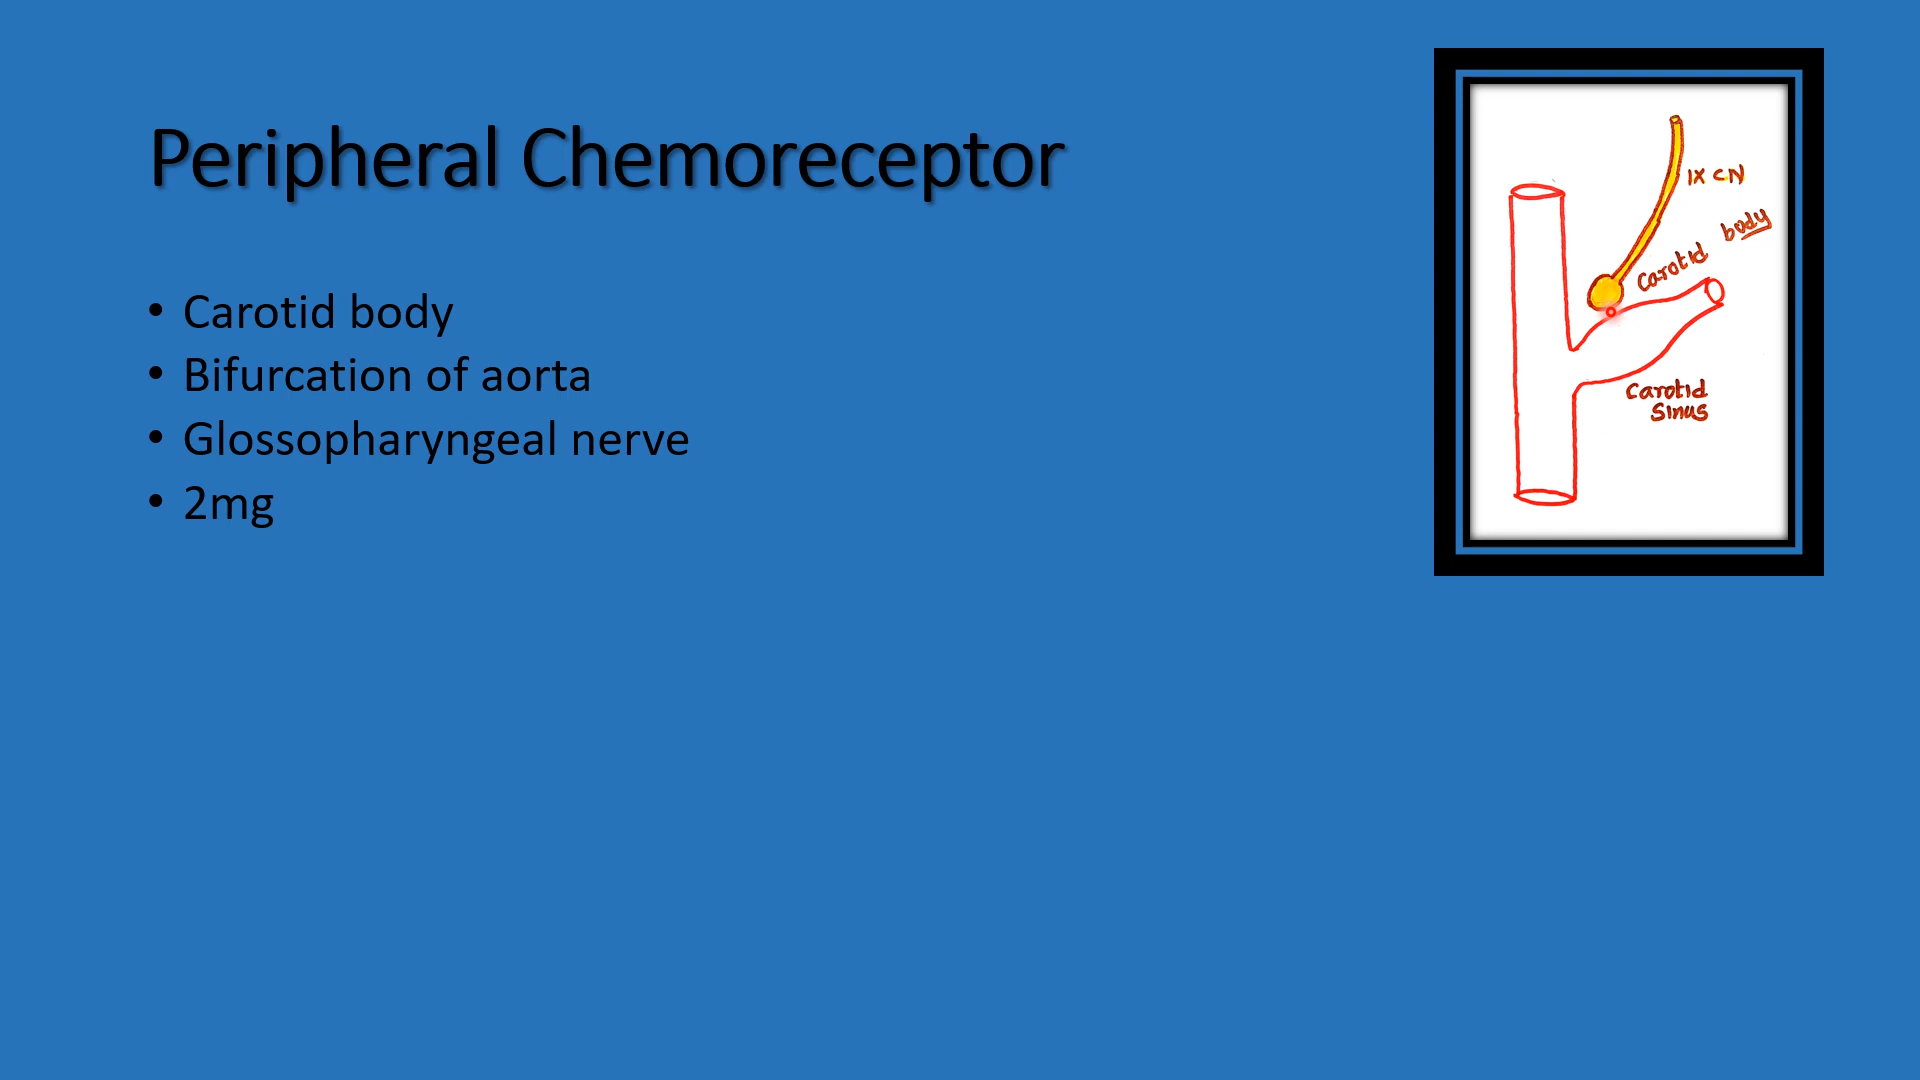 Peripheral Chemoreceptor
• Carotid body
• Bifurcation of aorta
• Glossopharyngeal nerve
• 2mg
IX CN
Carotid body
Carotid
Sinus